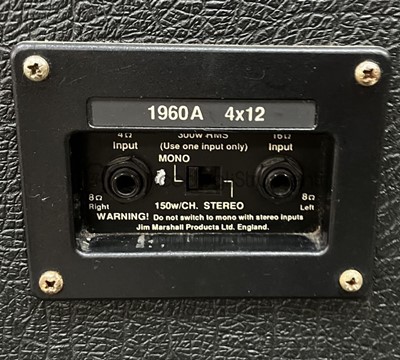 1960A 4x12
4Ω 300w RMS 16Ω
Input (Use one input only) Input
MONO
8Ω 8Ω
Right 150w/CH. STEREO Left
WARNING! Do not switch to mono with stereo inputs
Jim Marshall Products Ltd. England.